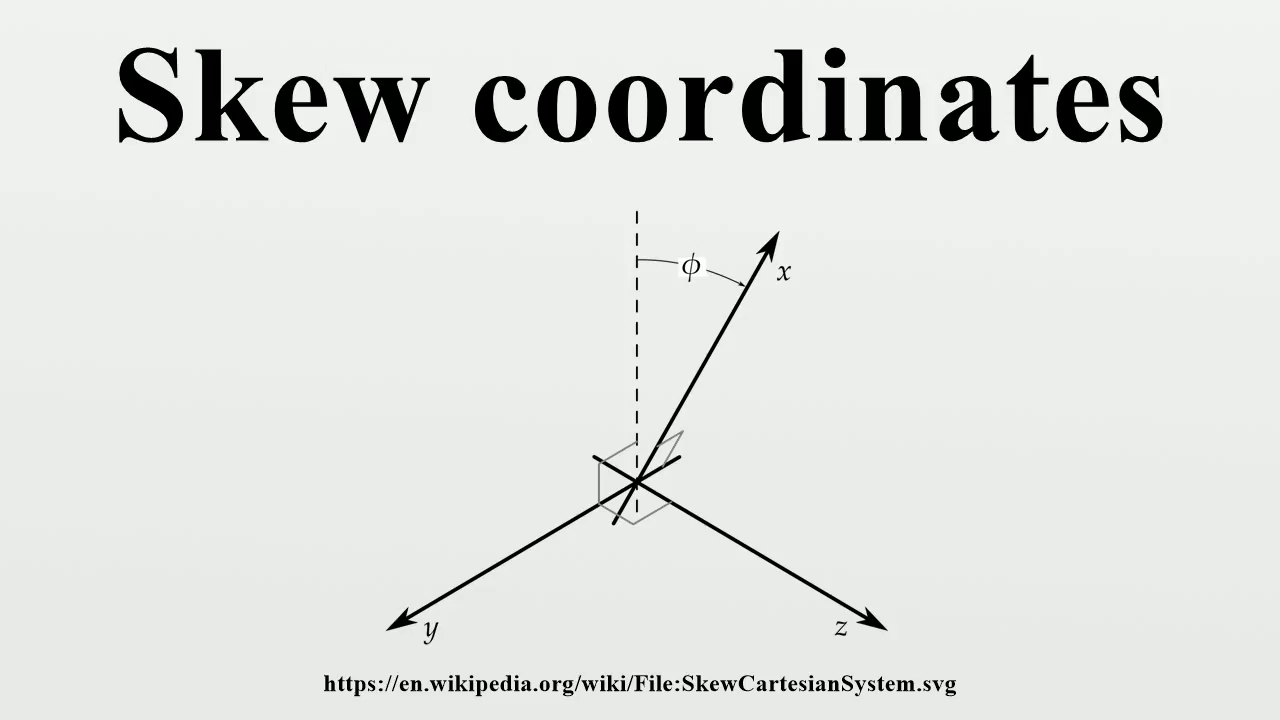 Skew coordinates
ϕ
x
y
z
https://en.wikipedia.org/wiki/File:SkewCartesianSystem.svg